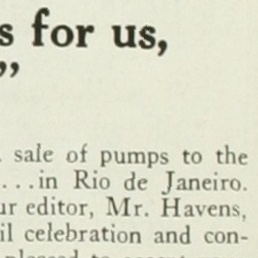 s for us,
”
. sale of pumps to the
...in Rio de Janeiro.
ur editor, Mr. Havens,
il celebration and con-